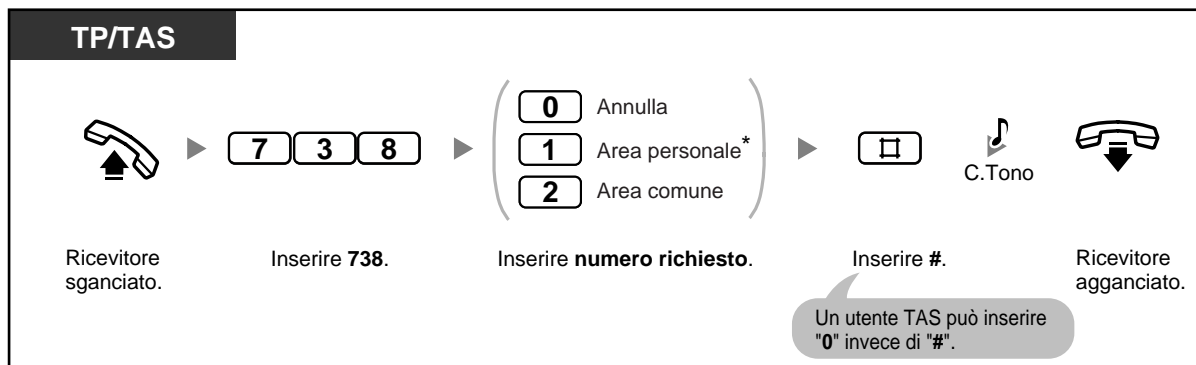 TP/TAS
7 3 8
0 Annulla
1 Area personale*
2 Area comune
#
C.Tono
Ricevitore
sganciato.
Inserire 738.
Inserire numero richiesto.
Inserire #.
Ricevitore
agganciato.
Un utente TAS può inserire
"0" invece di "#".